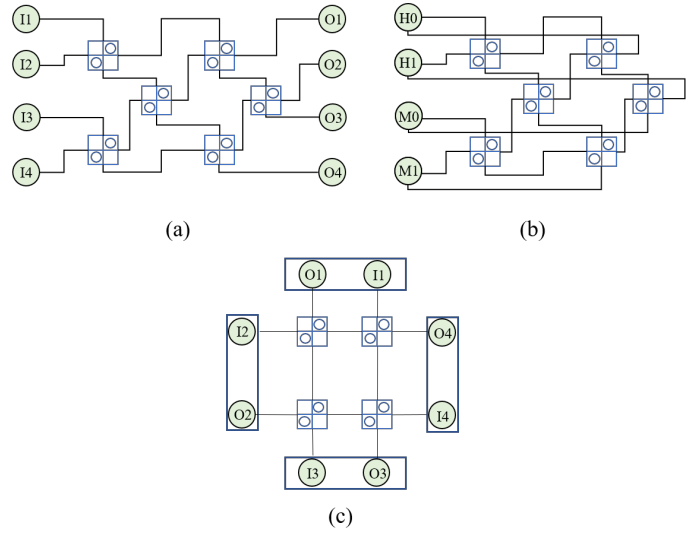 I1 O1 H0
I2 O2 H1
I3 O3 M0
I4 O4 M1
(a) (b)
O1 I1
I2 O4
O2 I4
I3 O3
(c)